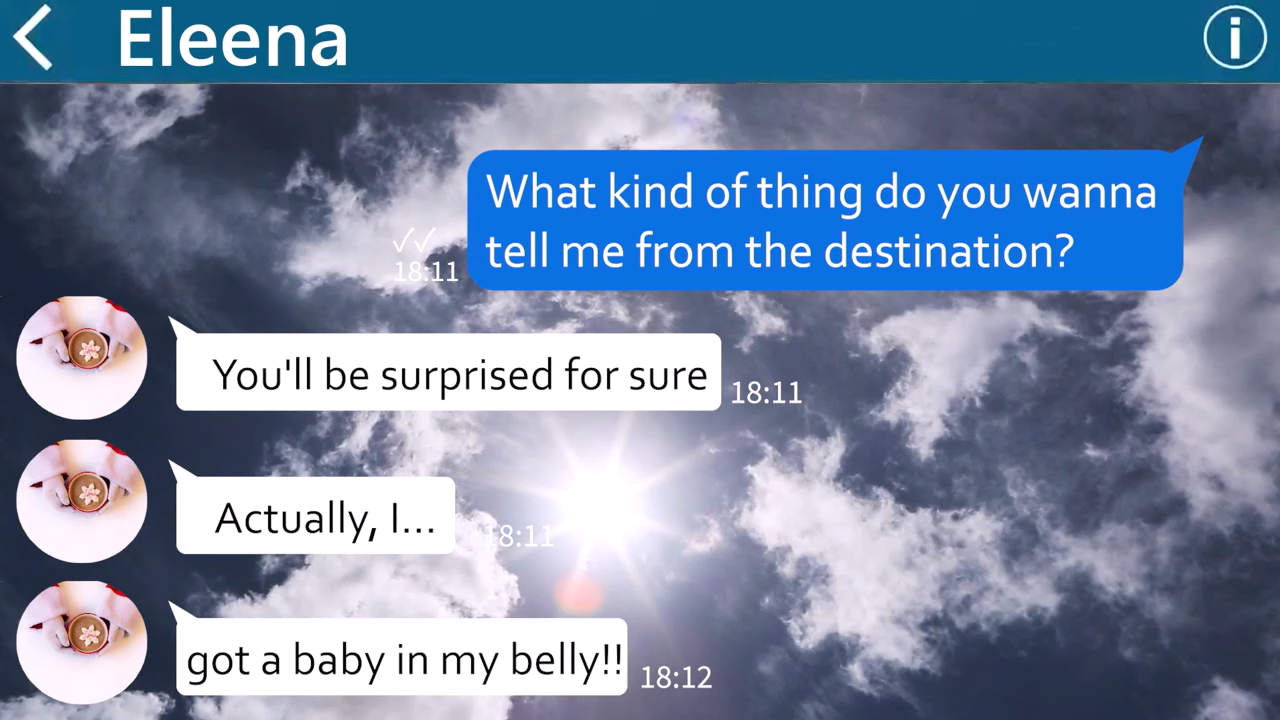 Eleena
What kind of thing do you wanna
tell me from the destination?
✓✓
18:11
You'll be surprised for sure
18:11
Actually, I...
18:11
got a baby in my belly!!
18:12